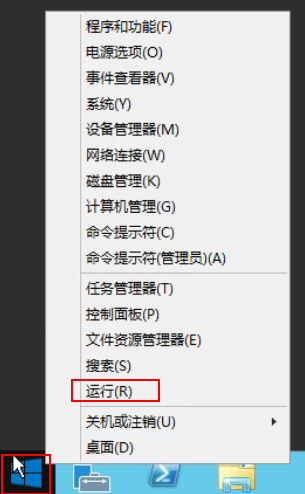 程序和功能(F)
电源选项(O)
事件查看器(V)
系统(Y)
设备管理器(M)
网络连接(W)
磁盘管理(K)
计算机管理(G)
命令提示符(C)
命令提示符(管理员)(A)
任务管理器(T)
控制面板(P)
文件资源管理器(E)
搜索(S)
运行(R)
关机或注销(U)
桌面(D)